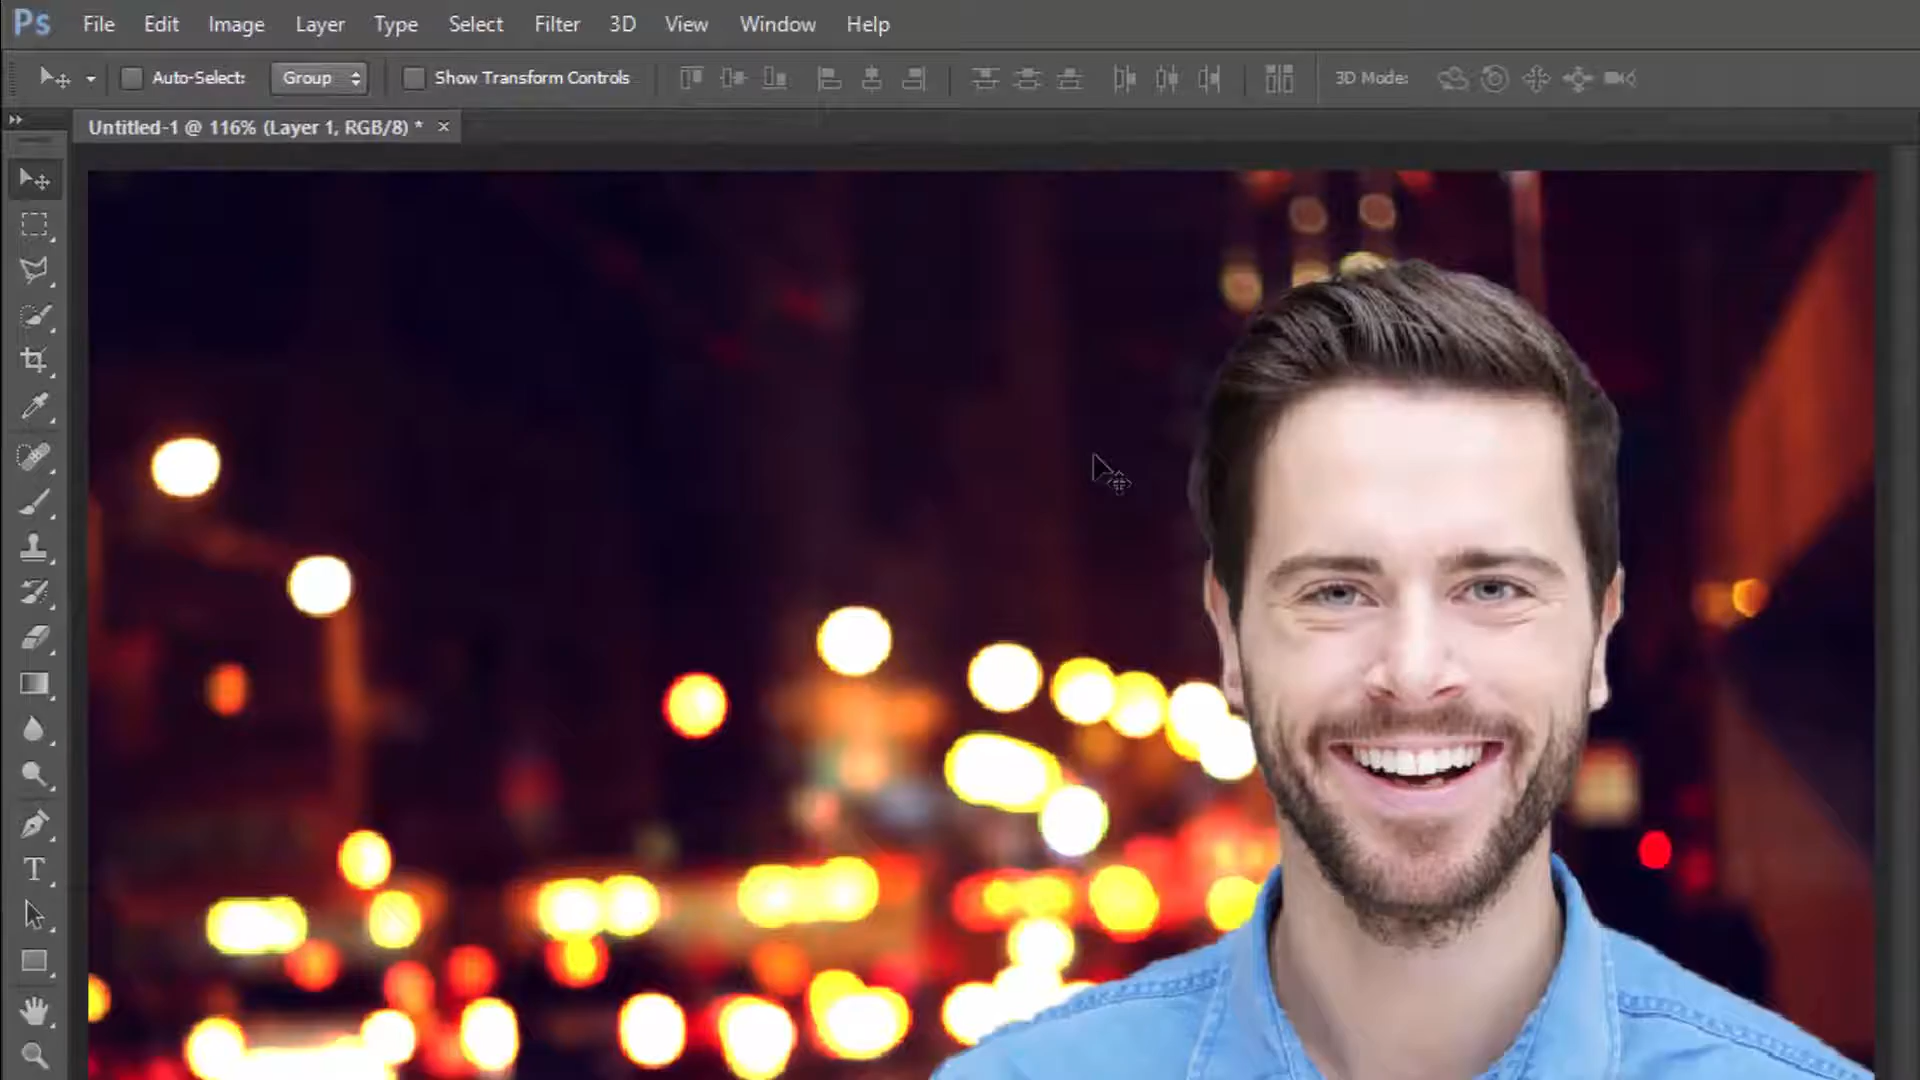 Ps File Edit Image Layer Type Select Filter 3D View Window Help
Auto-Select: Group Show Transform Controls 3D Mode:
Untitled-1 @ 116% (Layer 1, RGB/8) * ×
T